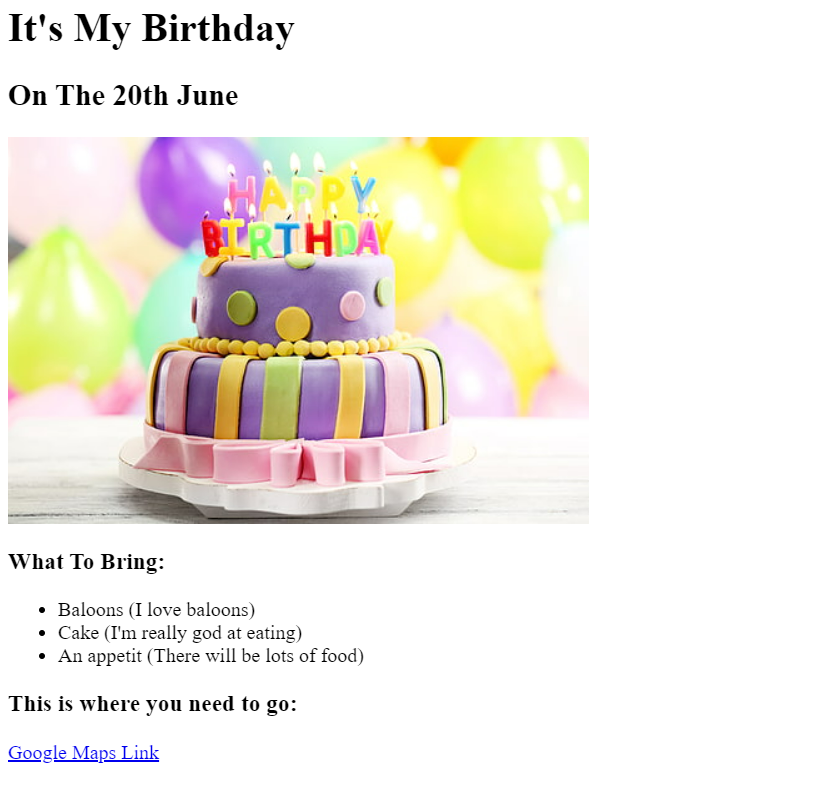 It's My Birthday
On The 20th June
HAPPY
BIRTHDAY
What To Bring:
Baloons (I love baloons)
Cake (I'm really god at eating)
An appetit (There will be lots of food)
This is where you need to go:
Google Maps Link